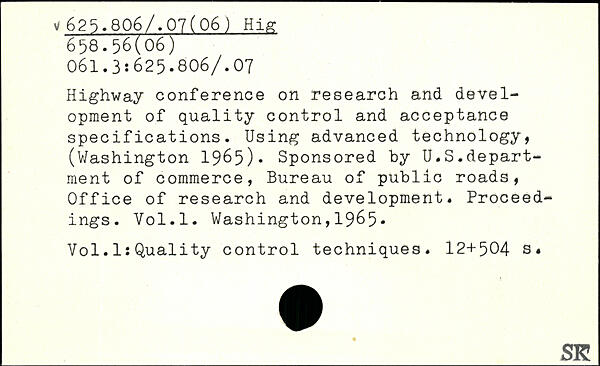 v 625.806/.07(06) Hig
658.56(06)
061.3:625.806/.07
Highway conference on research and devel-
opment of quality control and acceptance
specifications. Using advanced technology,
(Washington 1965). Sponsored by U.S.depart-
ment of commerce, Bureau of public roads,
Office of research and development. Proceed-
ings. Vol.1. Washington,1965.
Vol.1:Quality control techniques. 12+504 s.
SK